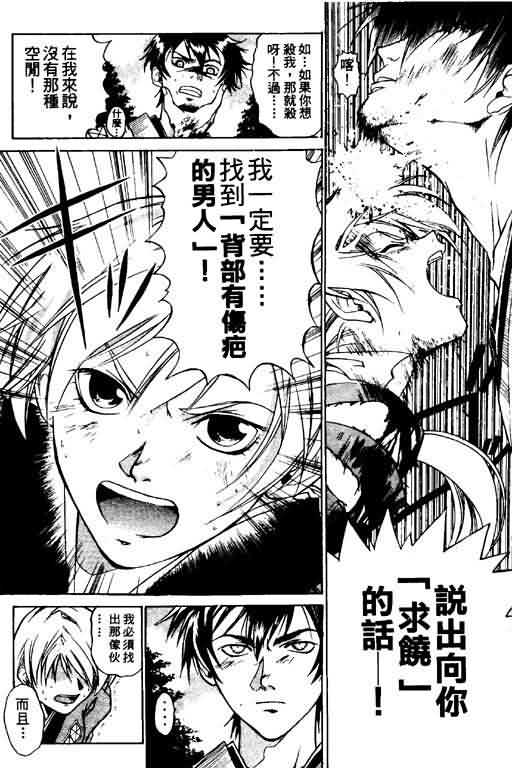 喀!
說出向你
「求饒」
的話——!
如…如果你想
殺我,那就殺
呀!不過……
什麼…
在我來說,
沒有那種
空間!
我一定要……
找到「背部有傷疤
的男人」!
我必須找
出那傢伙
……
…
而且…